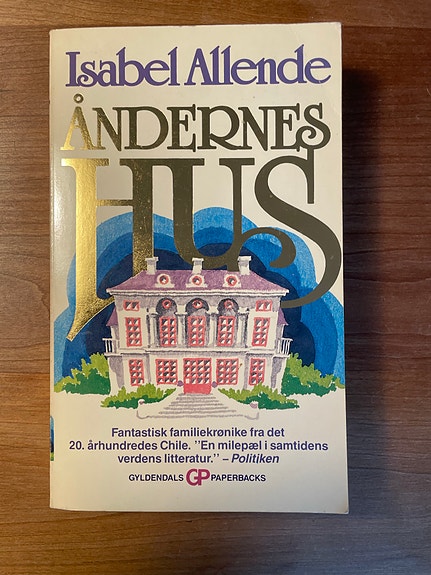 Isabel Allende
ÅNDERNES
HUS
Fantastisk familiekrønike fra det
20. århundredes Chile. "En milepæl i samtidens
verdens litteratur." – Politiken
GYLDENDALS GP PAPERBACKS